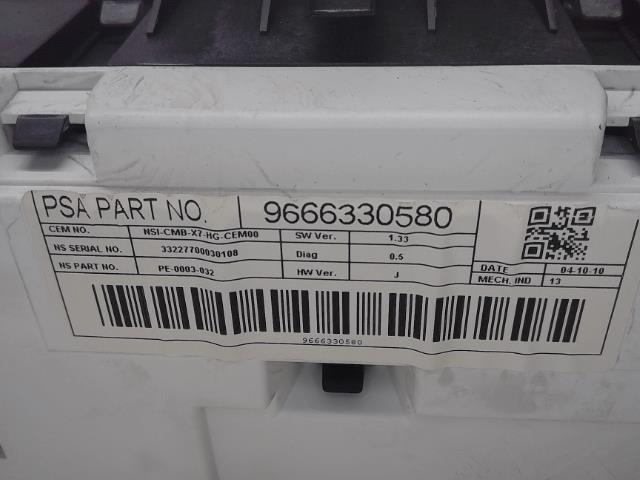 PSA PART NO. 9666330580
CEM NO. NSI-CMB-X7-HG-CEM00 SW Ver. 1.33
NS SERIAL NO. 33227700030108 Diag 0.5
NS PART NO. PE-0093-032 HW Ver. J
DATE 04-10-10
MECH. IND 13
9666330580